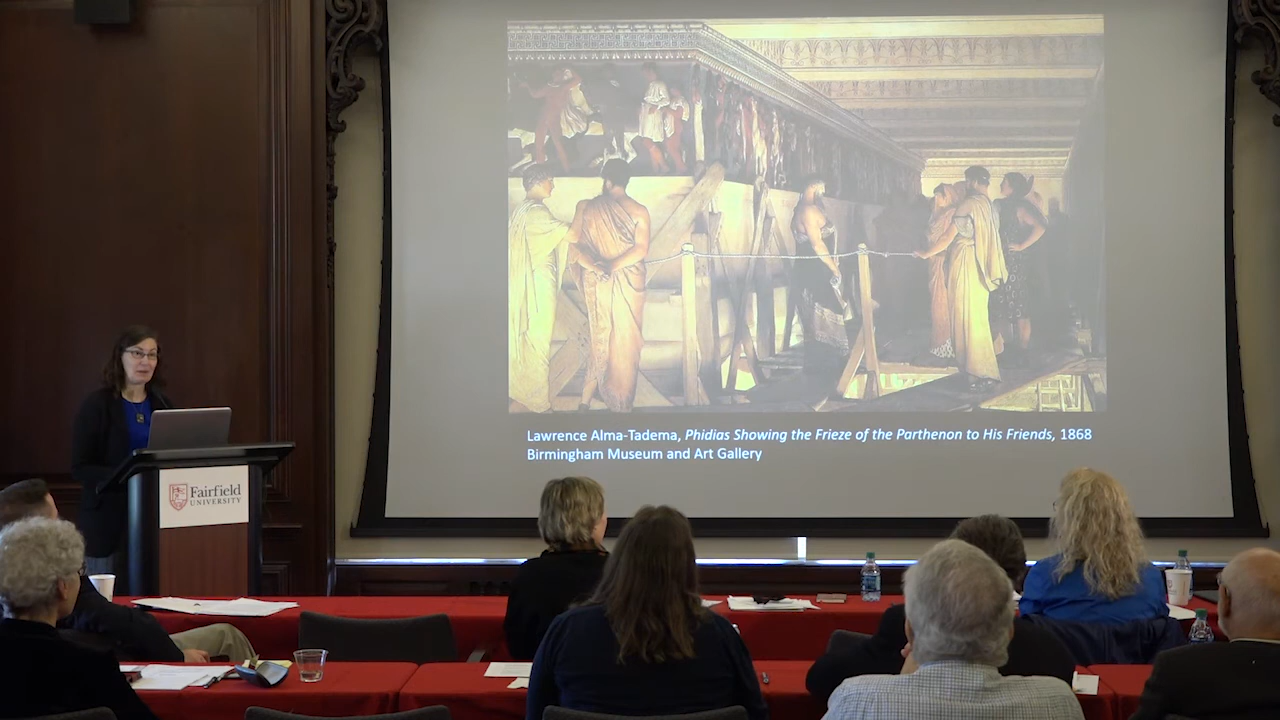 Lawrence Alma-Tadema, Phidias Showing the Frieze of the Parthenon to His Friends, 1868
Birmingham Museum and Art Gallery
Fairfield
UNIVERSITY